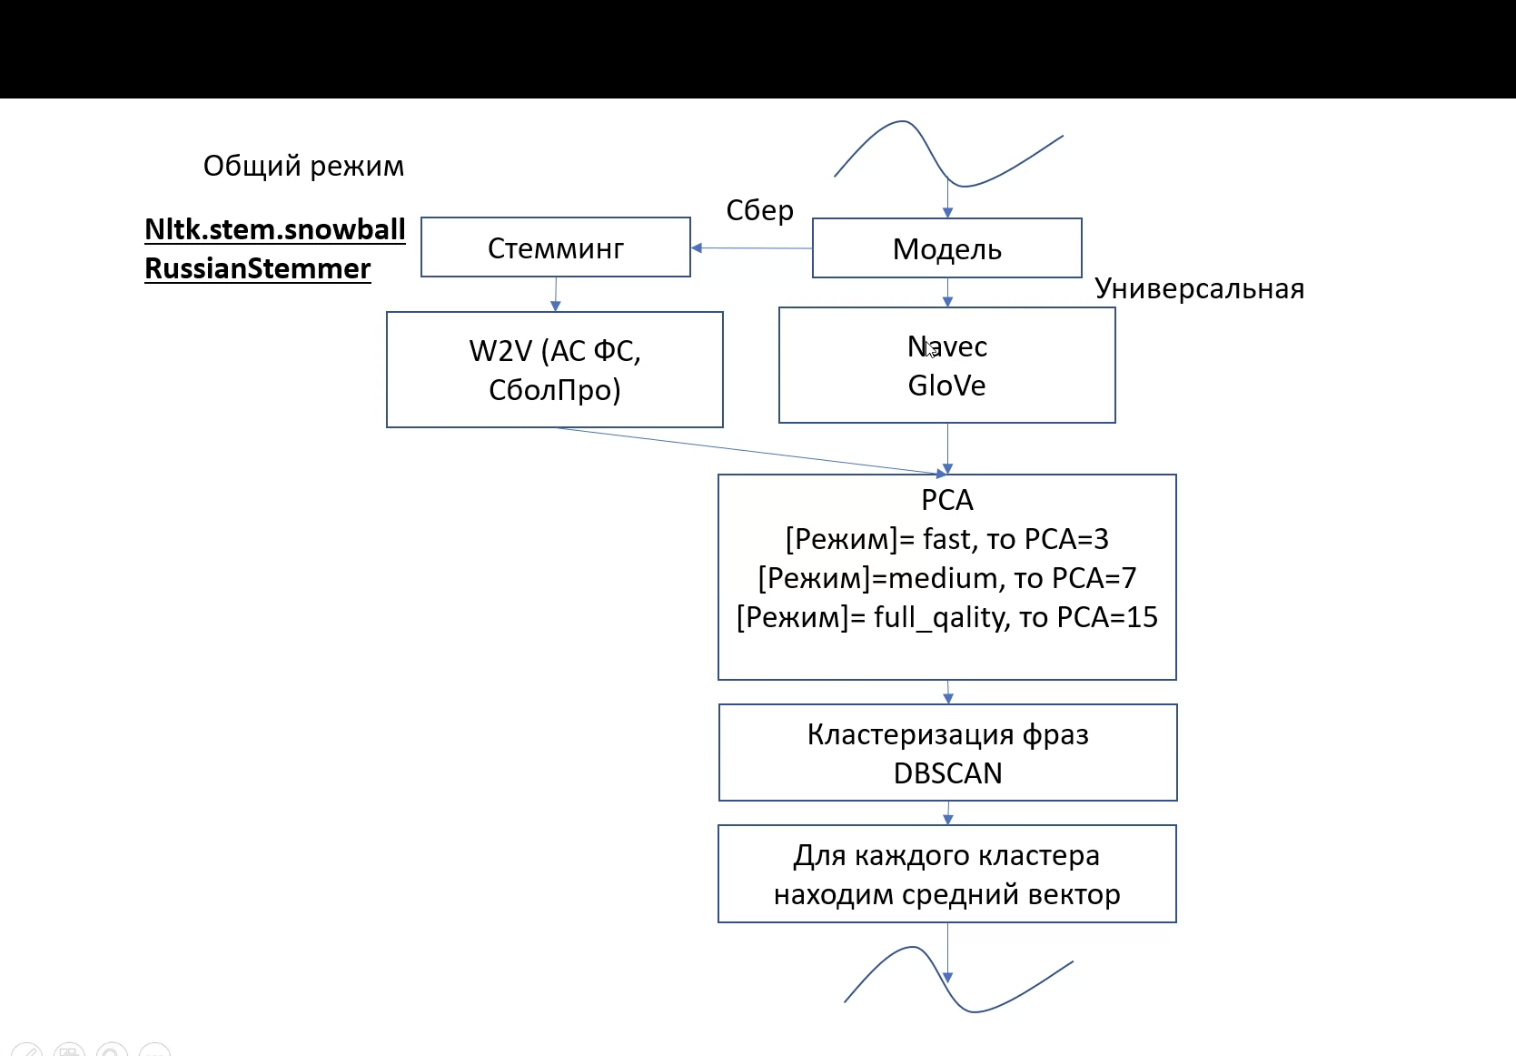 Общий режим
Nltk.stem.snowball
RussianStemmer
Сбер
Стемминг
Модель
Универсальная
W2V (АС ФС,
СболПро)
Navec
GloVe
PCA
[Режим]= fast, то PCA=3
[Режим]=medium, то PCA=7
[Режим]= full_qality, то PCA=15
Кластеризация фраз
DBSCAN
Для каждого кластера
находим средний вектор